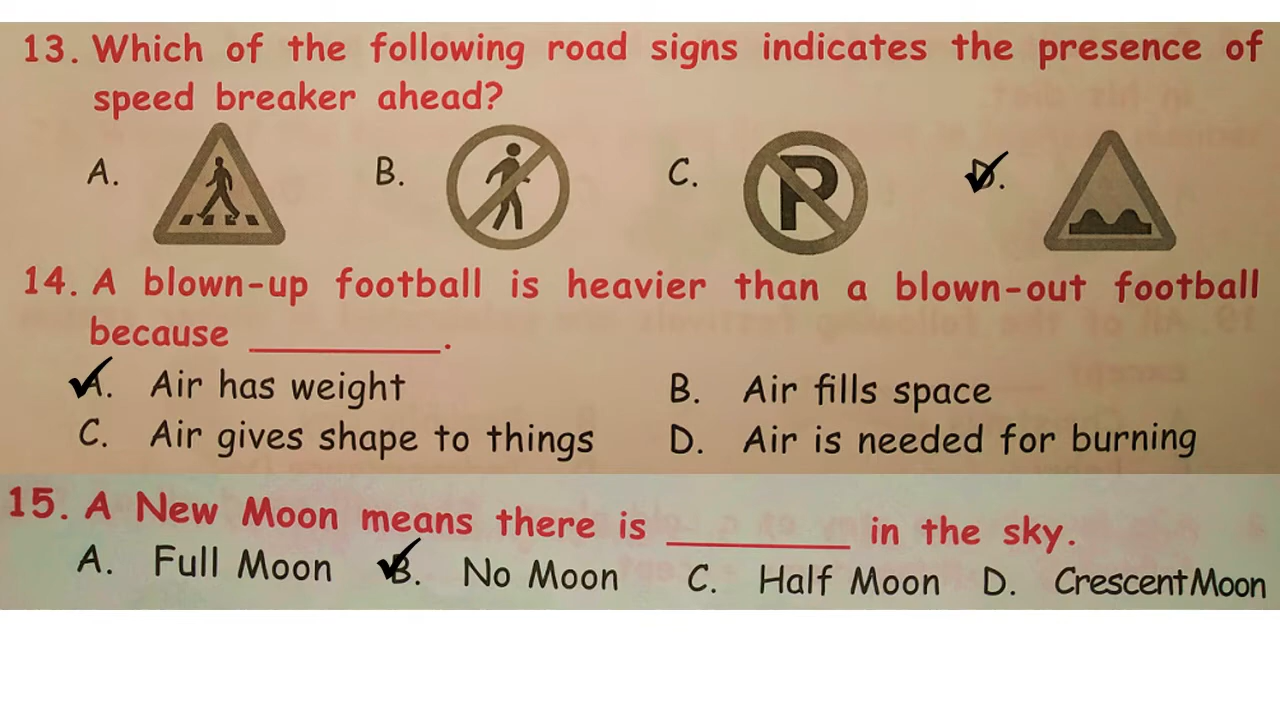 13. Which of the following road signs indicates the presence of
speed breaker ahead?
A. B. C. P D.
14. A blown-up football is heavier than a blown-out football
because __________.
A. Air has weight B. Air fills space
C. Air gives shape to things D. Air is needed for burning
15. A New Moon means there is __________ in the sky.
A. Full Moon B. No Moon C. Half Moon D. Crescent Moon